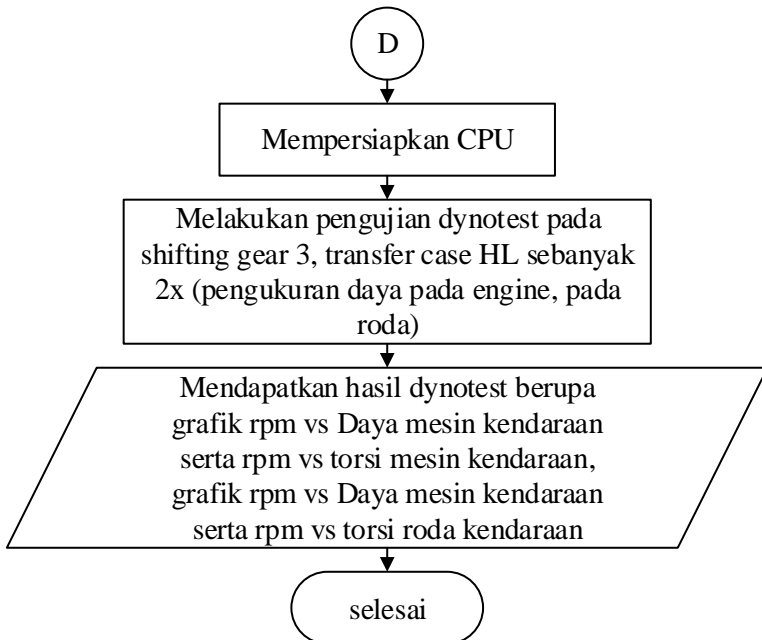 D
Mempersiapkan CPU
Melakukan pengujian dynotest pada
shifting gear 3, transfer case HL sebanyak
2x (pengukuran daya pada engine, pada
roda)
Mendapatkan hasil dynotest berupa
grafik rpm vs Daya mesin kendaraan
serta rpm vs torsi mesin kendaraan,
grafik rpm vs Daya mesin kendaraan
serta rpm vs torsi roda kendaraan
selesai